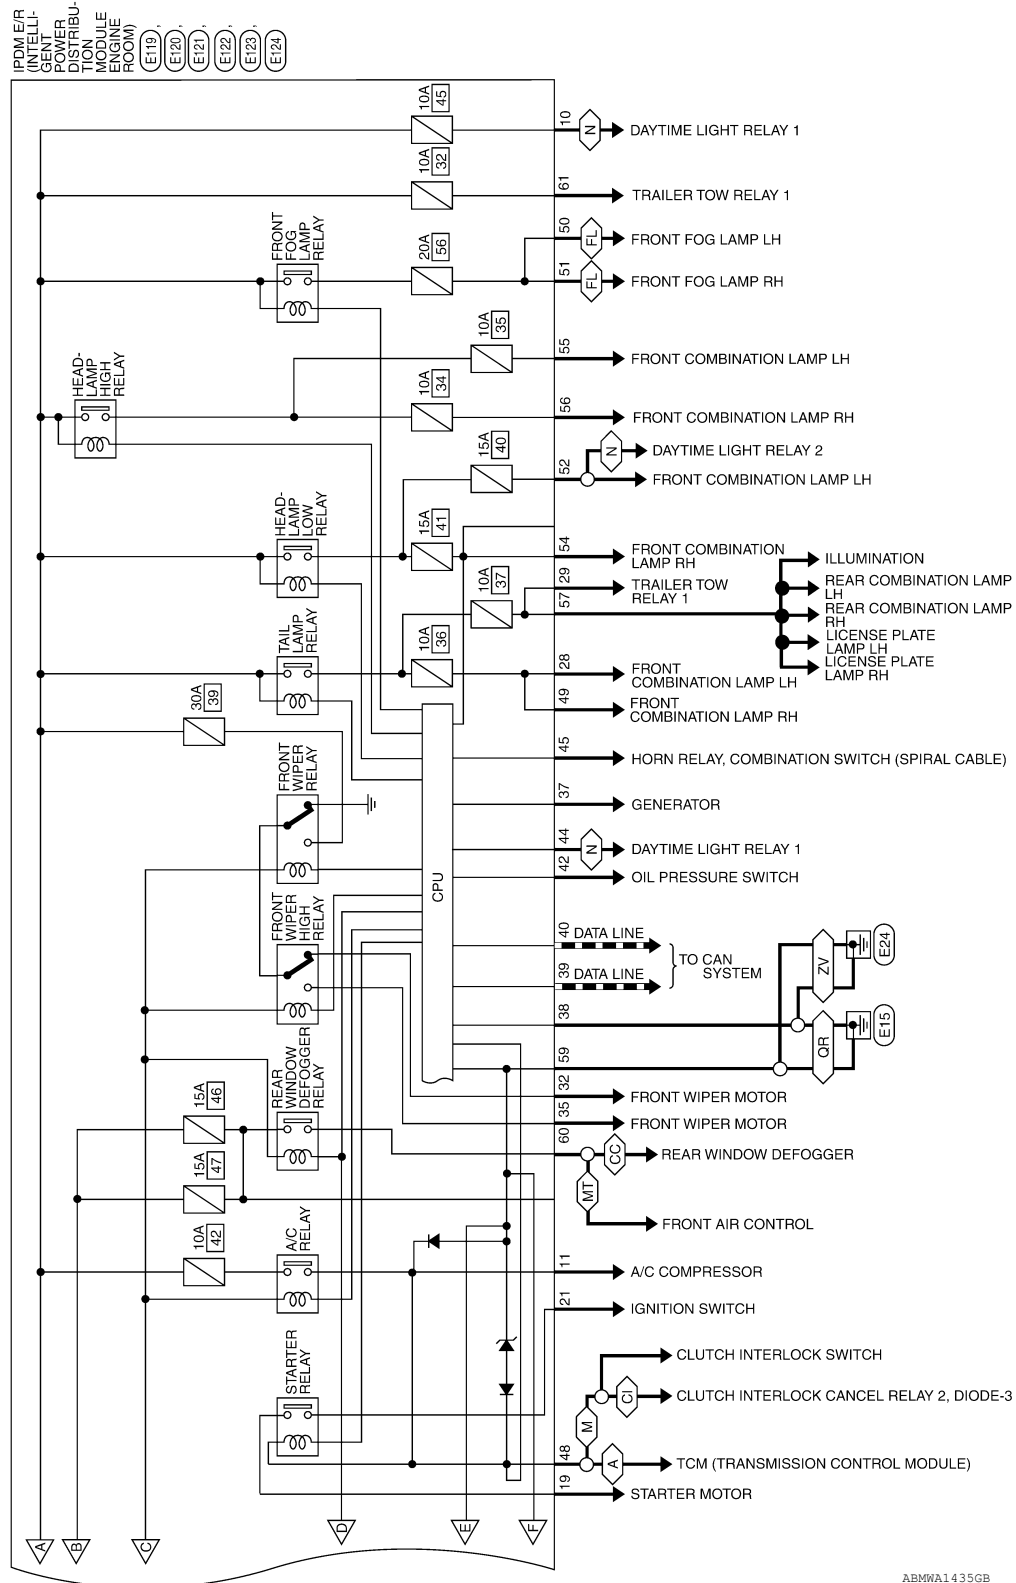 IPDM E/R
(INTELLI-
GENT
POWER
DISTRIBU-
TION
MODULE
ENGINE
ROOM)
E119 ,
E120 ,
E121 ,
E122 ,
E123 ,
E124
10A
45
10
N
DAYTIME LIGHT RELAY 1
10A
32
61
TRAILER TOW RELAY 1
FRONT
FOG
LAMP
RELAY
20A
56
50
FL
FRONT FOG LAMP LH
51
FL
FRONT FOG LAMP RH
10A
35
55
FRONT COMBINATION LAMP LH
HEAD-
LAMP
HIGH
RELAY
10A
34
56
FRONT COMBINATION LAMP RH
15A
40
52
N
DAYTIME LIGHT RELAY 2
FRONT COMBINATION LAMP LH
HEAD-
LAMP
LOW
RELAY
15A
41
54
FRONT COMBINATION
LAMP RH
10A
37
29
TRAILER TOW
RELAY 1
57
ILLUMINATION
REAR COMBINATION LAMP
LH
REAR COMBINATION LAMP
RH
LICENSE PLATE
LAMP LH
LICENSE PLATE
LAMP RH
TAIL
LAMP
RELAY
10A
36
28
FRONT
COMBINATION LAMP LH
49
FRONT
COMBINATION LAMP RH
30A
39
FRONT
WIPER
RELAY
45
HORN RELAY, COMBINATION SWITCH (SPIRAL CABLE)
37
GENERATOR
44
N
DAYTIME LIGHT RELAY 1
42
OIL PRESSURE SWITCH
CPU
FRONT
WIPER
HIGH
RELAY
40
DATA LINE
39
DATA LINE
TO CAN
SYSTEM
ZV
E24
38
QR
E15
59
32
FRONT WIPER MOTOR
35
FRONT WIPER MOTOR
REAR
WINDOW
DEFOGGER
RELAY
15A
46
60
CC
REAR WINDOW DEFOGGER
MT
FRONT AIR CONTROL
15A
47
10A
42
A/C
RELAY
11
A/C COMPRESSOR
21
IGNITION SWITCH
STARTER
RELAY
CLUTCH INTERLOCK SWITCH
CI
CLUTCH INTERLOCK CANCEL RELAY 2, DIODE-3
M
48
A
TCM (TRANSMISSION CONTROL MODULE)
19
STARTER MOTOR
A
B
C
D
E
F
ABMWA1435GB